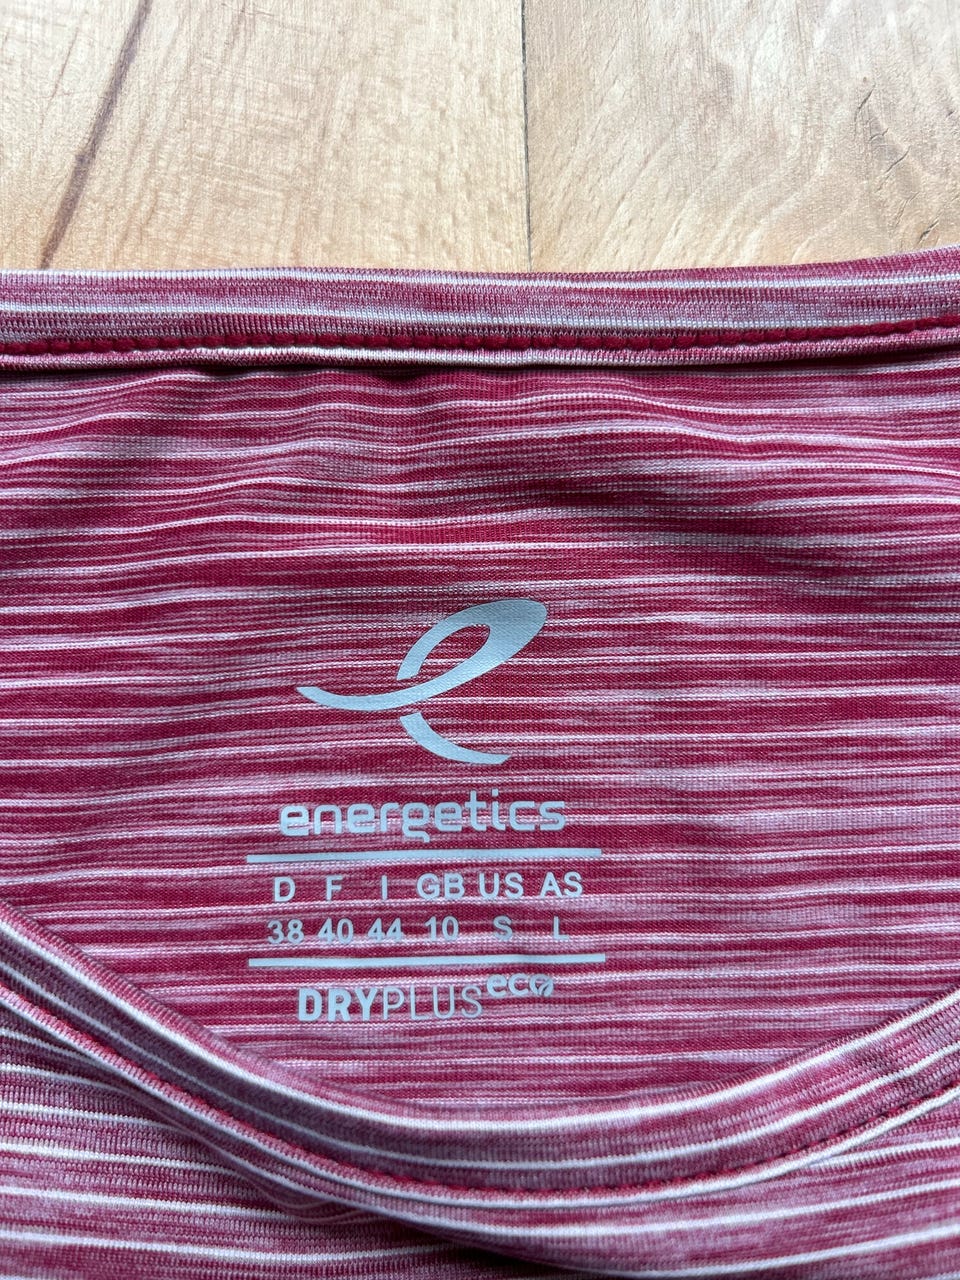 energetics
D F I GB US AS
38 40 44 10 S L
DRYPLUS eco